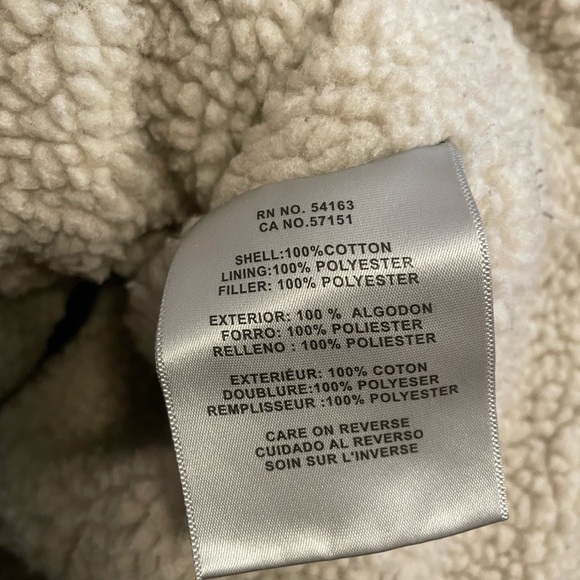 RN NO. 54163
CA NO.57151
SHELL:100%COTTON
LINING:100% POLYESTER
FILLER: 100% POLYESTER
EXTERIOR: 100 % ALGODON
FORRO: 100% POLIESTER
RELLENO : 100% POLIESTER
EXTERIÉUR: 100% COTON
DOUBLURE:100% POLYESER
REMPLISSEUR :100% POLYESTER
CARE ON REVERSE
CUIDADO AL REVERSO
SOIN SUR L'INVERSE